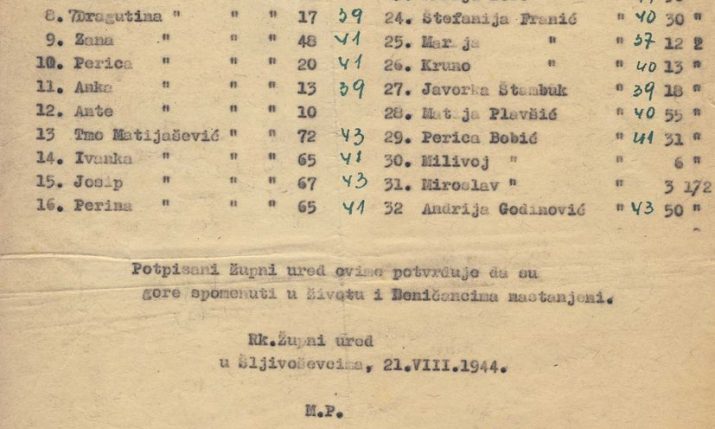 8. Dragutina " " " 17 39
9. Zana " " " 48 41
10. Perica " " " 20 41
11. Anka " " " 13 39
12. Ante " " " 10
13 Tmo Matijašević " " 72 43
14. Ivanka " " " 65 41
15. Josip " " " 67 43
16. Perina " " " 65 41
24. Štefanija Franić " 40 30 "
25. Marija " " 37 12 2
26. Kruno " " 40 13 "
27. Javorka Štambuk " 39 18 "
28. Matija Plavšić " 40 55 "
29. Perica Bobić " 41 31 "
30. Milivoj " " 6 "
31. Miroslav " " 3 1/2
32 Andrija Godinović " 43 50 "
"
Potpisani župni ured ovime potvrđuje da su
gore spomenuti u životu i Deničancima nastanjeni.
Rk.Župni ured
u Šljivoševcima, 21.VIII.1944.
M.P.